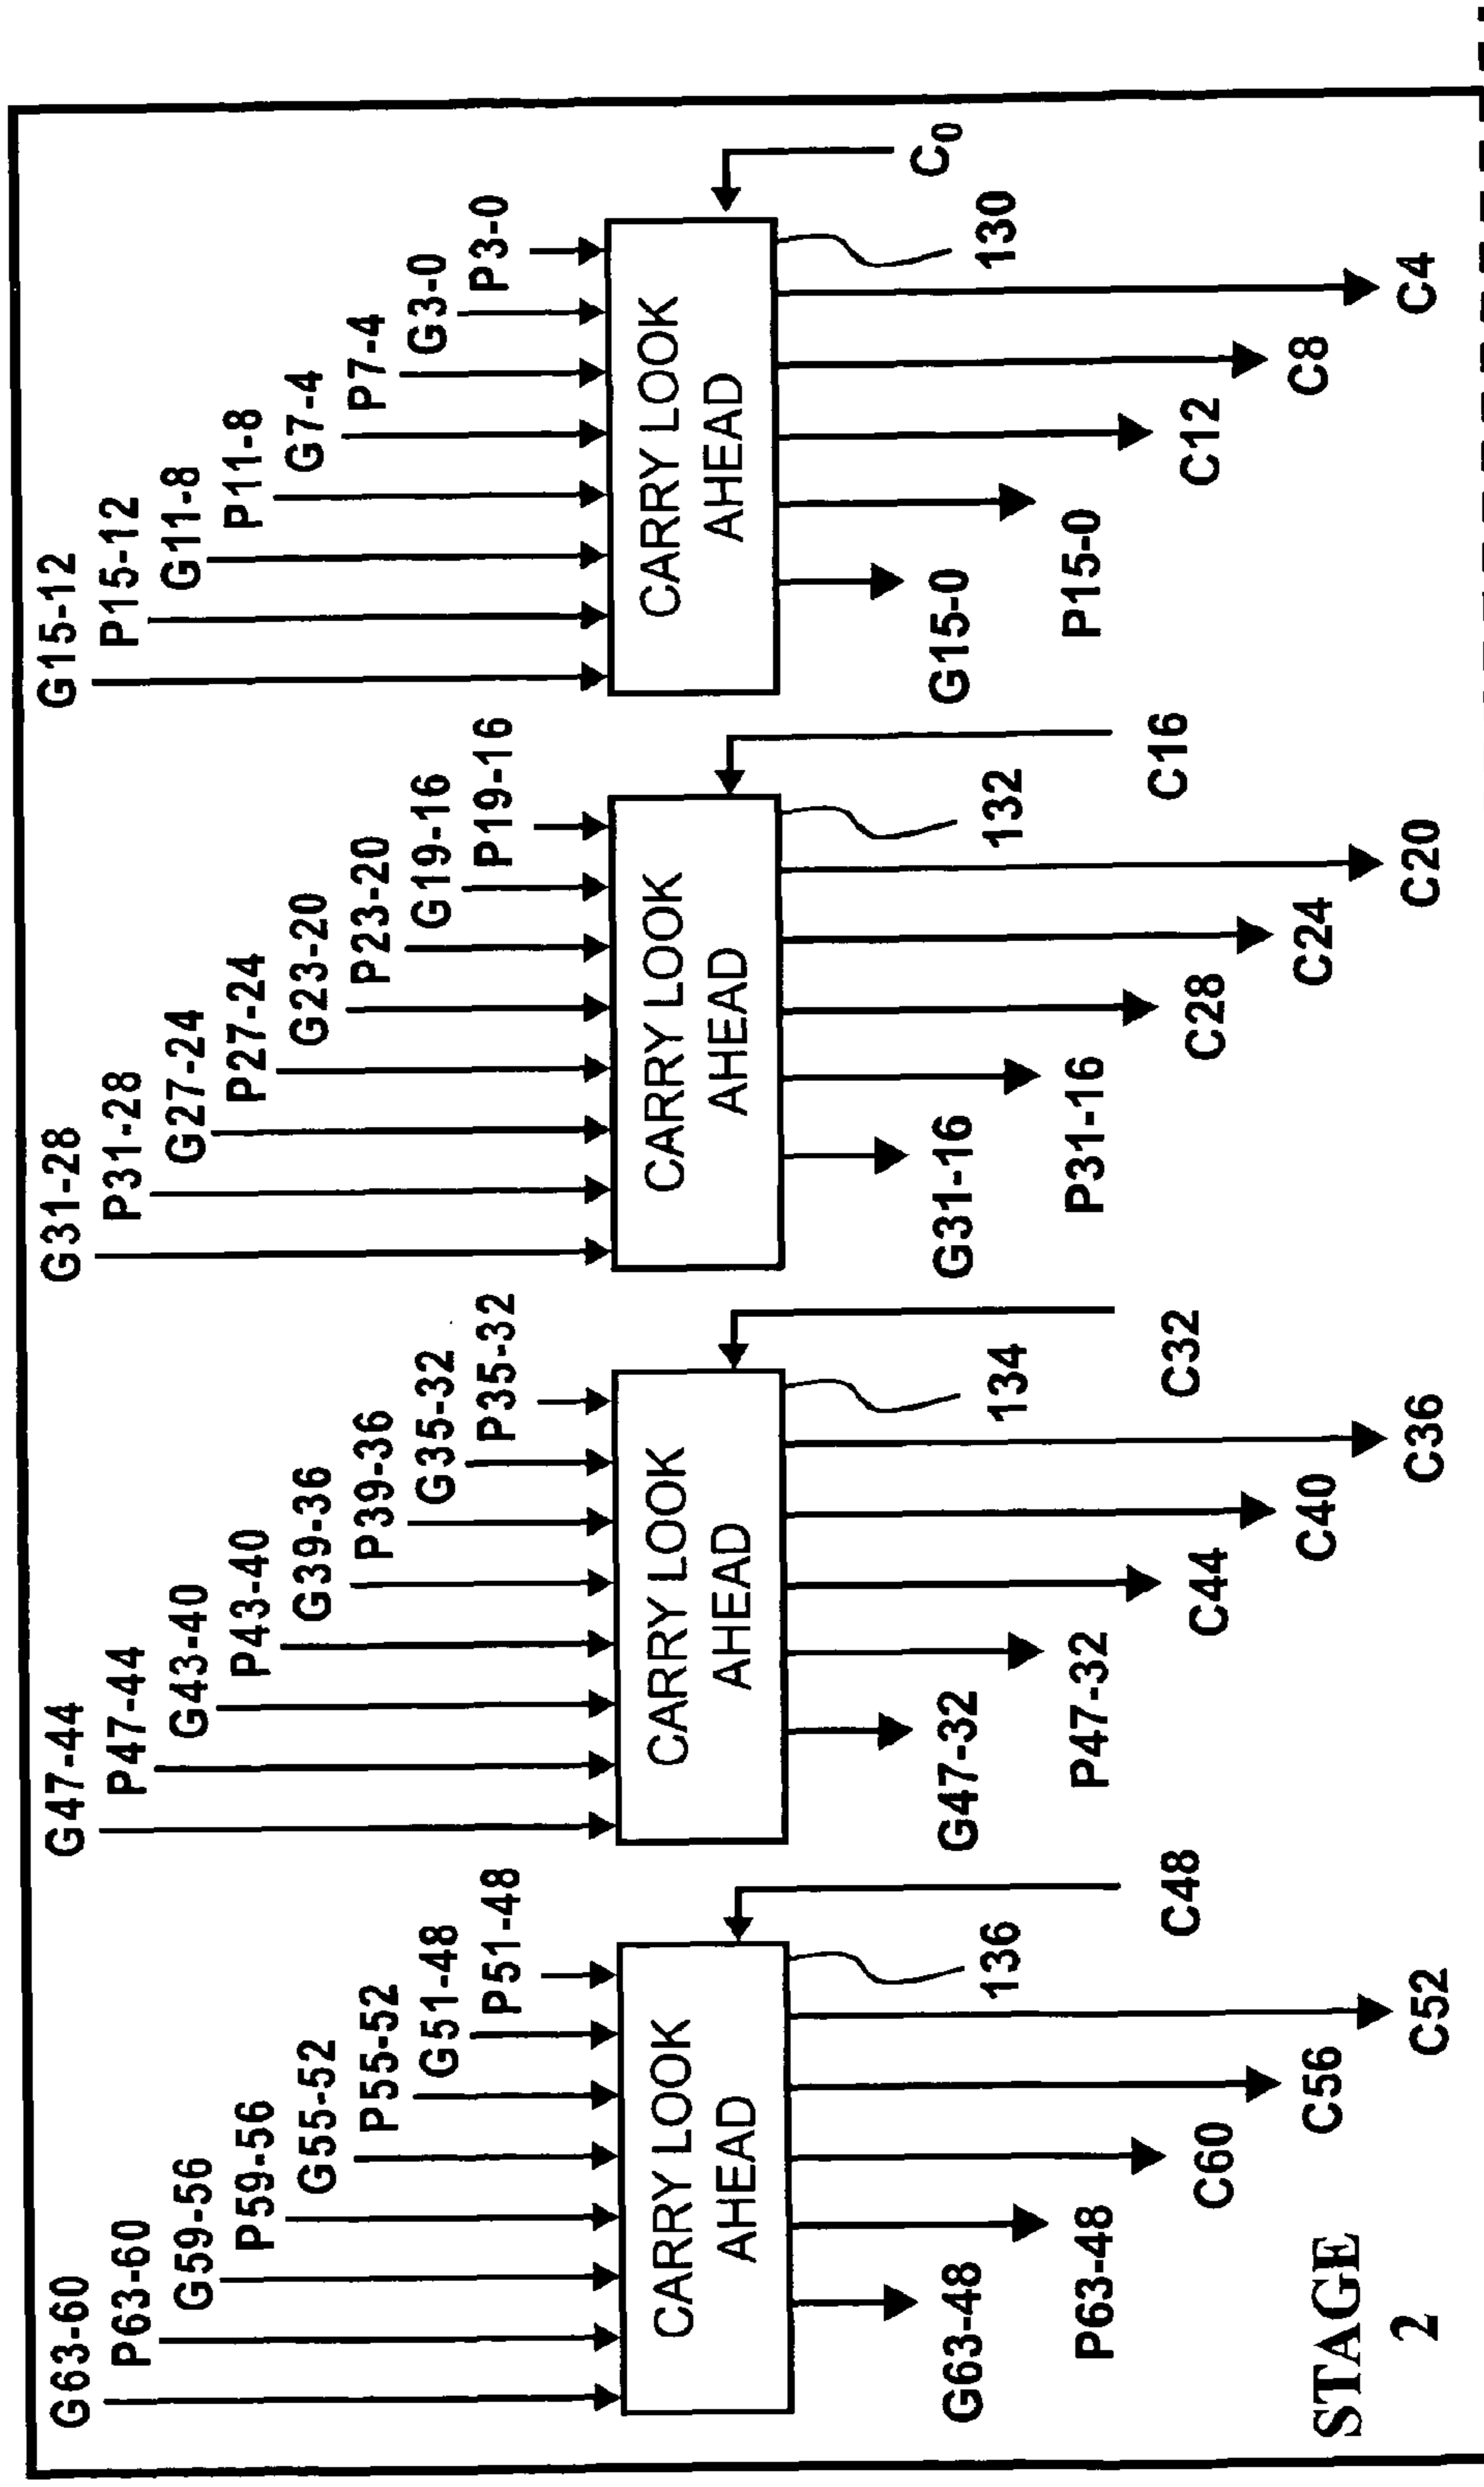 G63-60
P63-60
G59-56
P59-56
G55-52
P55-52
G51-48
P51-48
CARRY LOOK
AHEAD
136
C48
G63-48
P63-48
C60
C56
C52
G47-44
P47-44
G43-40
P43-40
G39-36
P39-36
G35-32
P35-32
CARRY LOOK
AHEAD
134
C32
G47-32
P47-32
C44
C40
C36
G31-28
P31-28
G27-24
P27-24
G23-20
P23-20
G19-16
P19-16
CARRY LOOK
AHEAD
132
C16
G31-16
P31-16
C28
C24
C20
G15-12
P15-12
G11-8
P11-8
G7-4
P7-4
G3-0
P3-0
CARRY LOOK
AHEAD
130
C0
G15-0
P15-0
C12
C8
C4
STAGE
2